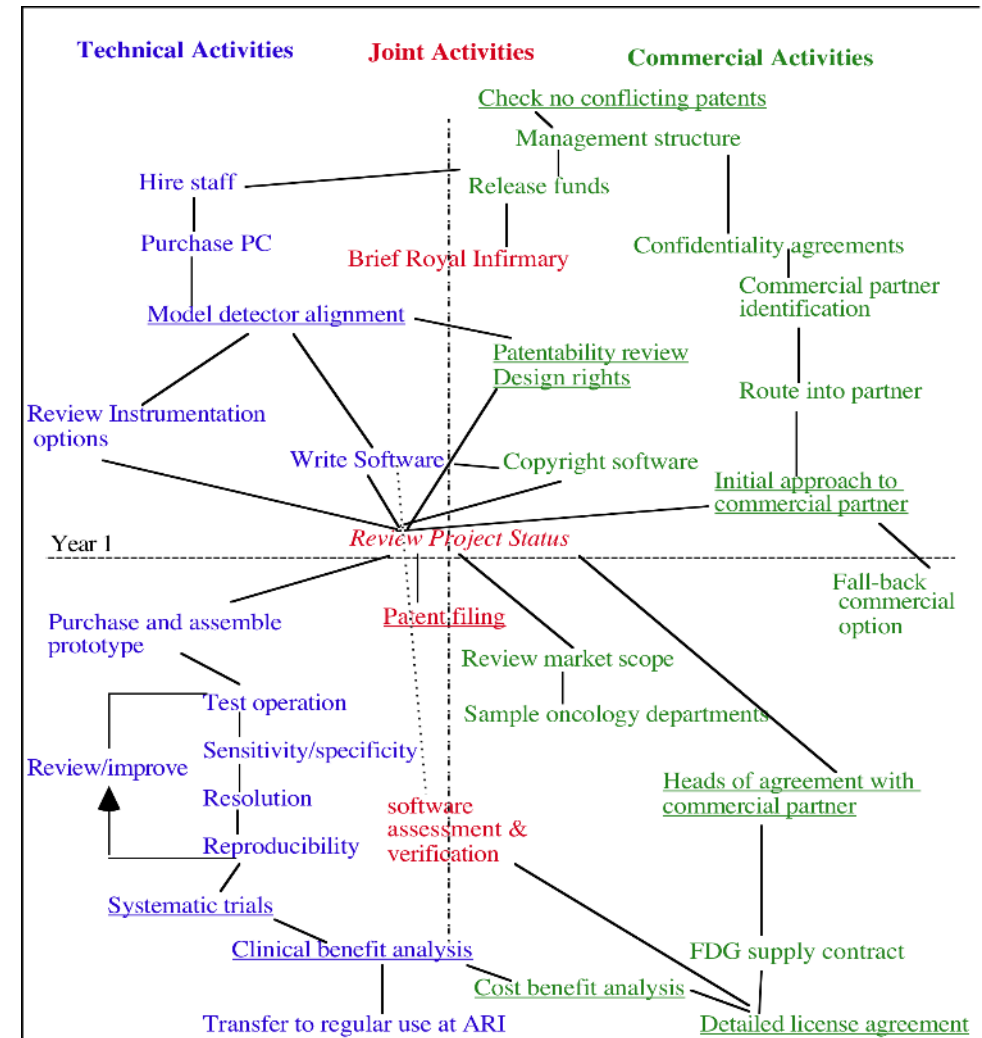 Technical Activities
Joint Activities
Commercial Activities
Check no conflicting patents
Management structure
Hire staff
Release funds
Purchase PC
Brief Royal Infirmary
Confidentiality agreements
Commercial partner
identification
Model detector alignment
Patentability review
Design rights
Route into partner
Review Instrumentation
options
Write Software
Copyright software
Initial approach to
commercial partner
Year 1
Review Project Status
Fall-back
commercial
option
Purchase and assemble
prototype
Patent filing
Review market scope
Test operation
Sample oncology departments
Sensitivity/specificity
Review/improve
Heads of agreement with
commercial partner
Resolution
software
assessment &
verification
Reproducibility
Systematic trials
Clinical benefit analysis
FDG supply contract
Cost benefit analysis
Transfer to regular use at ARI
Detailed license agreement